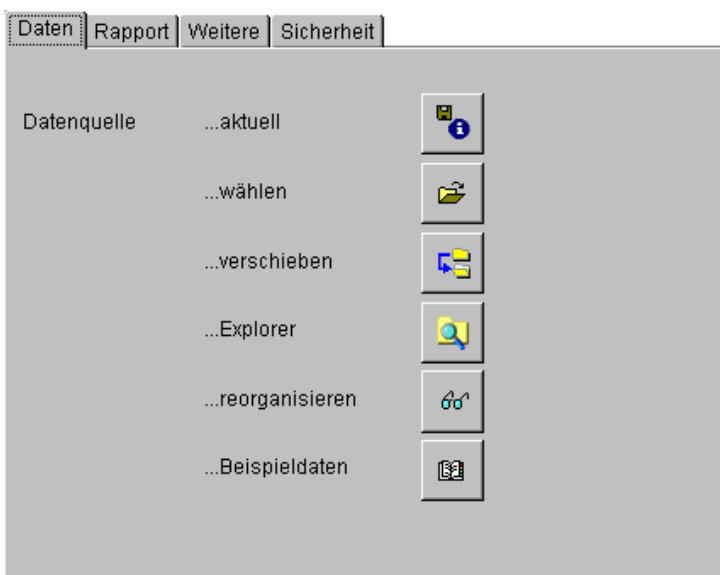 Daten Rapport Weitere Sicherheit
Datenquelle ...aktuell
...wählen
...verschieben
...Explorer
...reorganisieren
...Beispieldaten